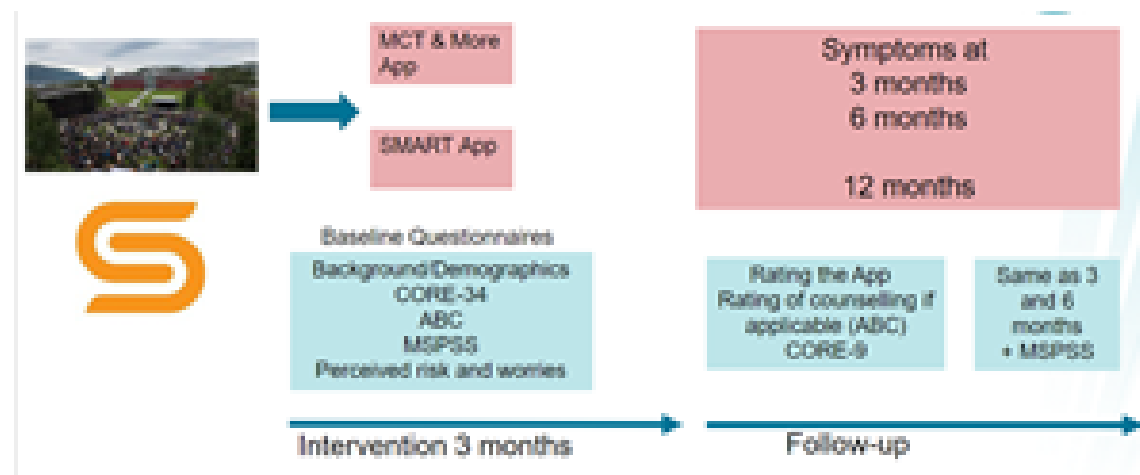 MCT & More
App
SMART App
Symptoms at
3 months
6 months
12 months
Baseline Questionnaires
Background/Demographics
CORE-34
ABC
MSPSS
Perceived risk and worries
Rating the App
Rating of counselling if
applicable (ABC)
CORE-9
Same as 3
and 6
months
+ MSPSS
Intervention 3 months
Follow-up